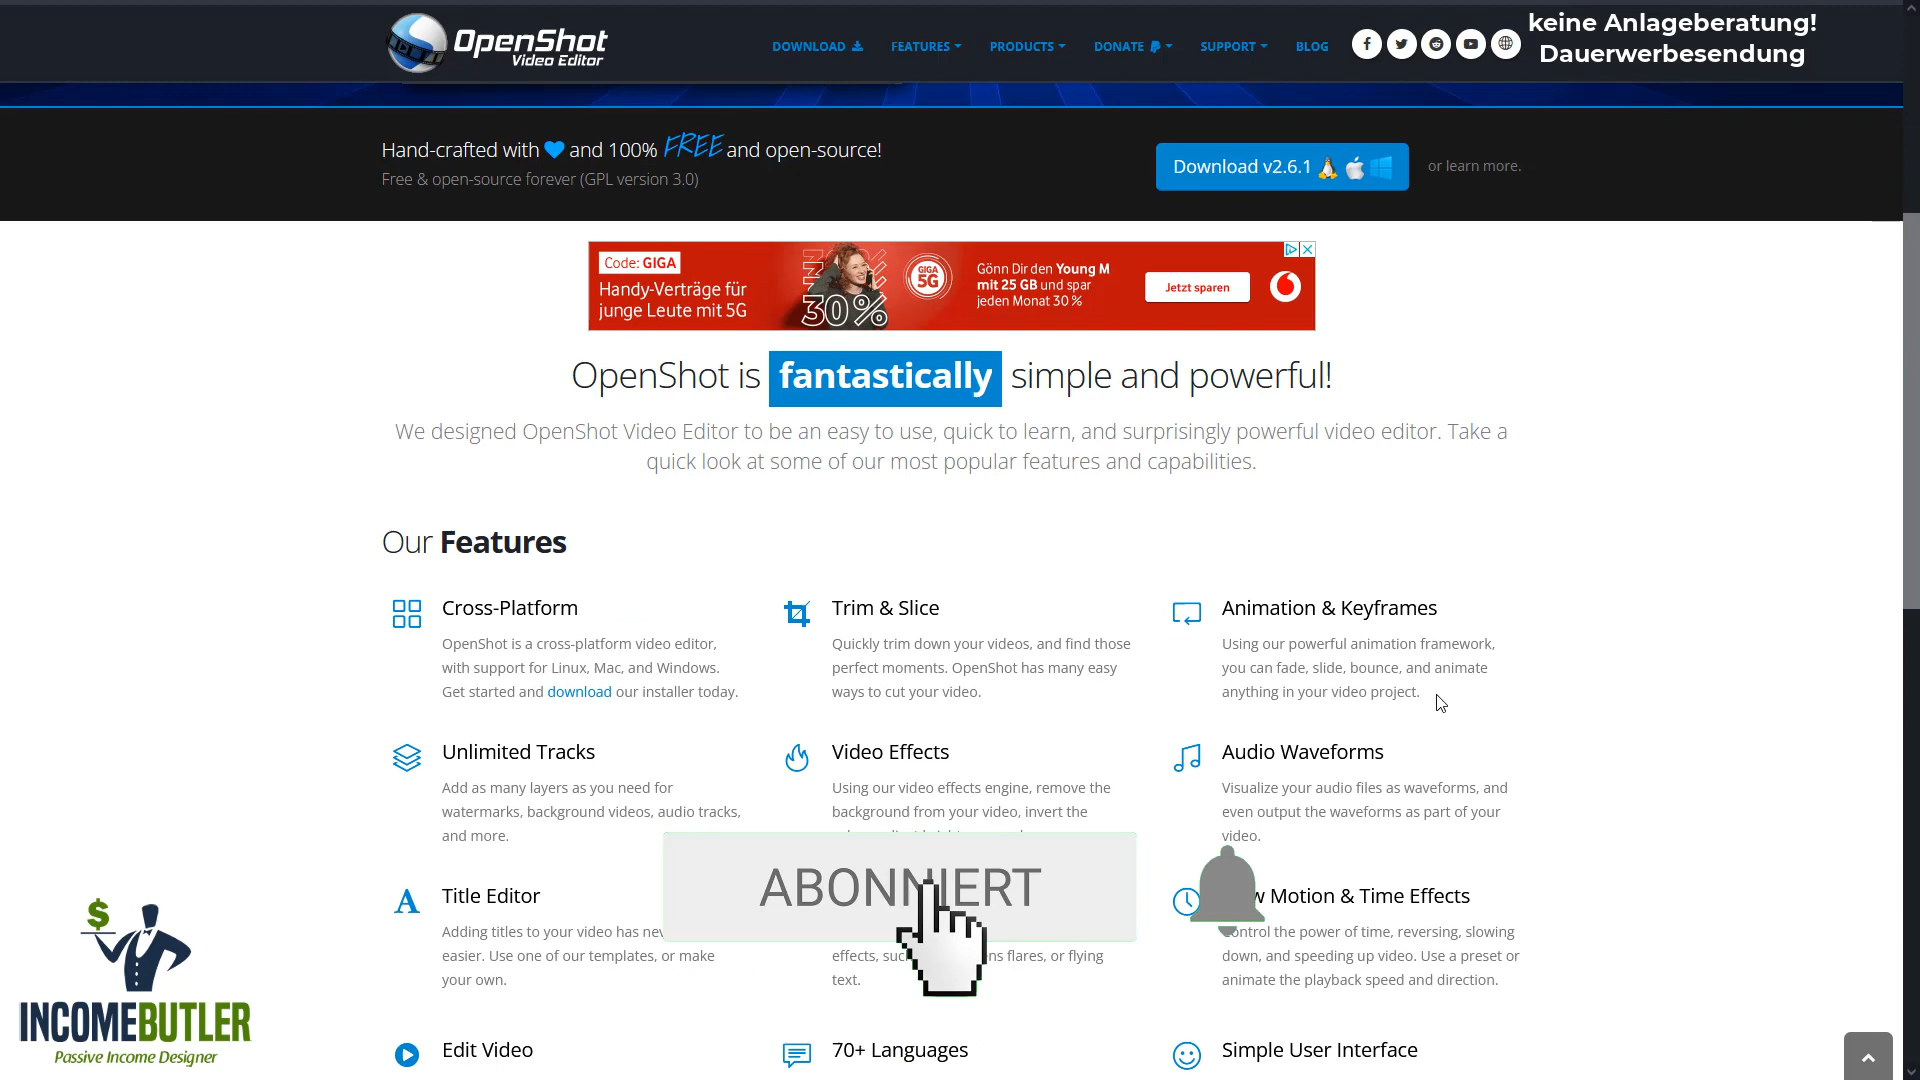 OpenShot
Video Editor
DOWNLOAD
FEATURES
PRODUCTS
DONATE
SUPPORT
BLOG
keine Anlageberatung!
Dauerwerbesendung
Hand-crafted with and 100% FREE and open-source!
Free & open-source forever (GPL version 3.0)
Download v2.6.1
or learn more.
Code: GIGA
Handy-Verträge für
junge Leute mit 5G
30%
GIGA
5G
Gönn Dir den Young M
mit 25 GB und spar
jeden Monat 30 %
Jetzt sparen
OpenShot is fantastically simple and powerful!
We designed OpenShot Video Editor to be an easy to use, quick to learn, and surprisingly powerful video editor. Take a
quick look at some of our most popular features and capabilities.
Our Features
Cross-Platform
OpenShot is a cross-platform video editor,
with support for Linux, Mac, and Windows.
Get started and download our installer today.
Trim & Slice
Quickly trim down your videos, and find those
perfect moments. OpenShot has many easy
ways to cut your video.
Animation & Keyframes
Using our powerful animation framework,
you can fade, slide, bounce, and animate
anything in your video project.
Unlimited Tracks
Add as many layers as you need for
watermarks, background videos, audio tracks,
and more.
Video Effects
Using our video effects engine, remove the
background from your video, invert the
Audio Waveforms
Visualize your audio files as waveforms, and
even output the waveforms as part of your
video.
ABONNIERT
Title Editor
Adding titles to your video has
easier. Use one of our templates, or make
your own.
effects, flares, or flying
text.
Motion & Time Effects
Control the power of time, reversing, slowing
down, and speeding up video. Use a preset or
animate the playback speed and direction.
Edit Video
70+ Languages
Simple User Interface
$
INCOMEBUTLER
Passive Income Designer